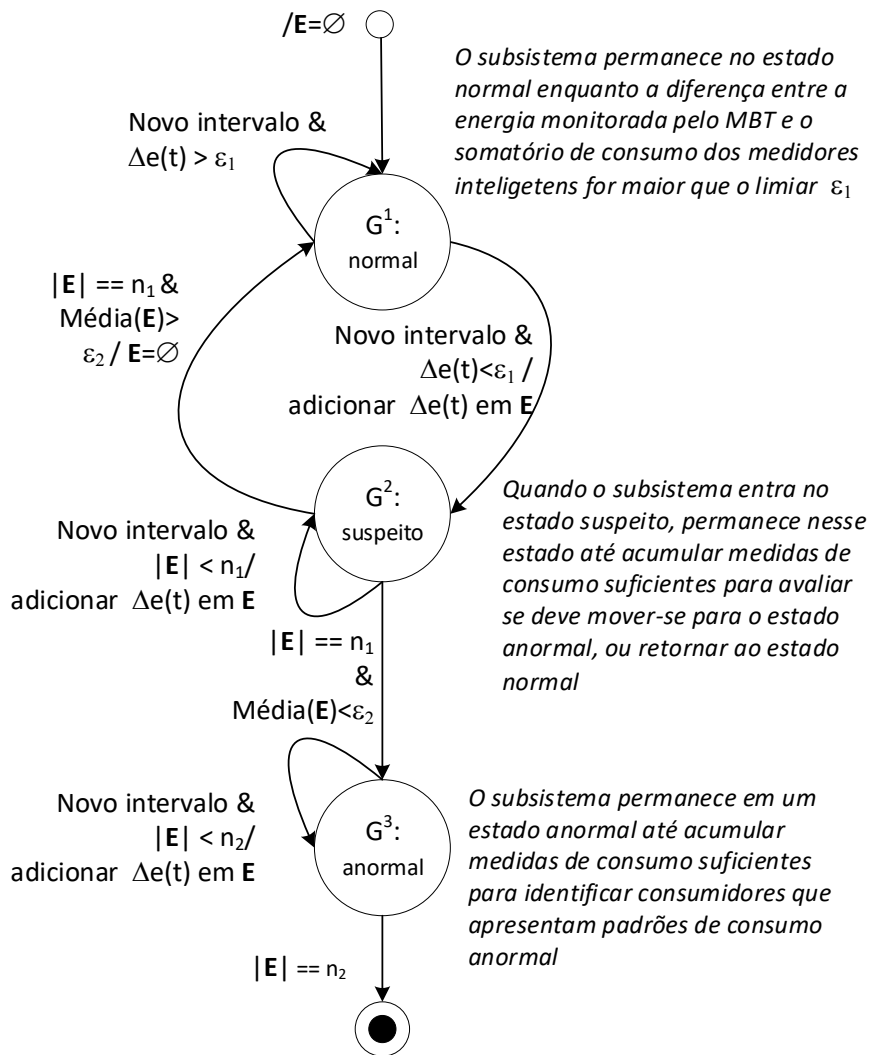 /E=∅
O subsistema permanece no estado
normal enquanto a diferença entre a
energia monitorada pelo MBT e o
somatório de consumo dos medidores
inteligetens for maior que o limiar ε₁
Novo intervalo &
Δe(t) > ε₁
G¹:
normal
|E| == n₁ &
Média(E)>
ε₂ / E=∅
Novo intervalo &
Δe(t)<ε₁ /
adicionar Δe(t) em E
G²:
suspeito
Quando o subsistema entra no
estado suspeito, permanece nesse
estado até acumular medidas de
consumo suficientes para avaliar
se deve mover-se para o estado
anormal, ou retornar ao estado
normal
Novo intervalo &
|E| < n₁/
adicionar Δe(t) em E
|E| == n₁
&
Média(E)<ε₂
Novo intervalo &
|E| < n₂/
adicionar Δe(t) em E
G³:
anormal
O subsistema permanece em um
estado anormal até acumular
medidas de consumo suficientes
para identificar consumidores que
apresentam padrões de consumo
anormal
|E| == n₂